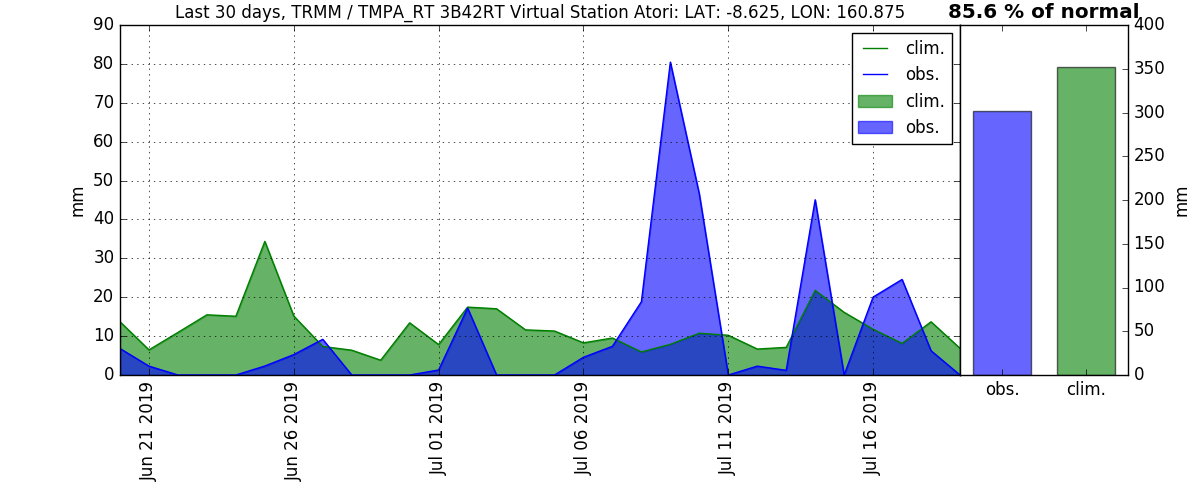 Last 30 days, TRMM / TMPA_RT 3B42RT Virtual Station Atori: LAT: -8.625, LON: 160.875
85.6 % of normal
90
80
70
60
50
40
30
20
10
0
mm
clim.
obs.
clim.
obs.
Jun 21 2019
Jun 26 2019
Jul 01 2019
Jul 06 2019
Jul 11 2019
Jul 16 2019
400
350
300
250
200
150
100
50
0
mm
obs.
clim.